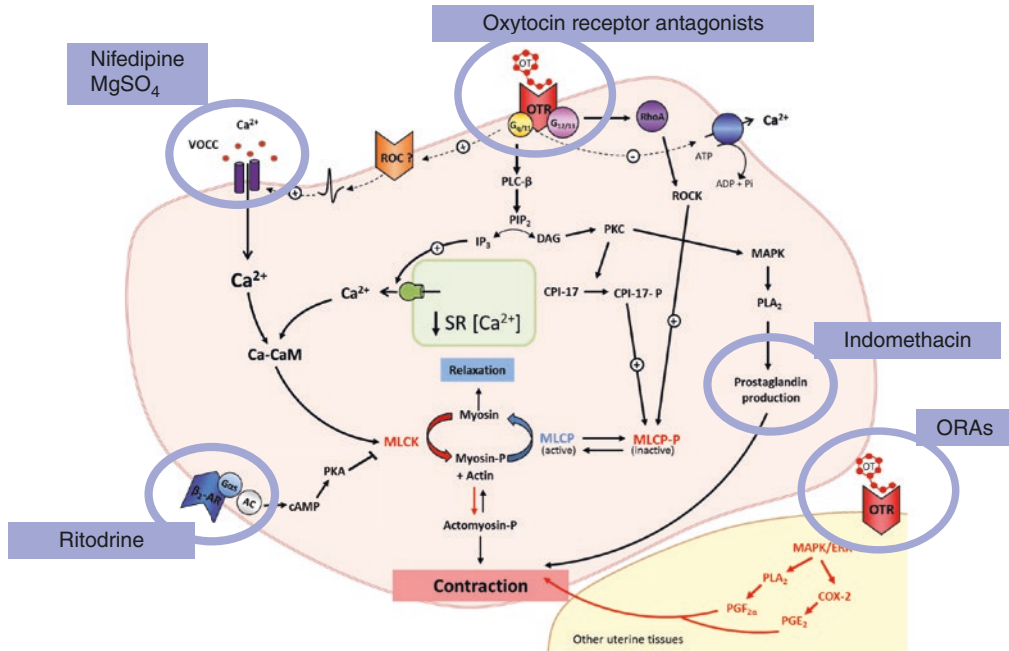 Oxytocin receptor antagonists
Nifedipine
MgSO₄
OT
Ca²⁺
VOCC
OTR
Gq/11
G12/13
RhoA
Ca²⁺
ROC ?
+
-
ATP
ADP + Pi
+
PLC-β
ROCK
PIP₂
IP₃
DAG
PKC
MAPK
+
Ca²⁺
Ca²⁺
CPI-17
CPI-17- P
PLA₂
↓ SR [Ca²⁺]
+
Ca-CaM
Indomethacin
Relaxation
+
Prostaglandin
production
Myosin
ORAs
MLCK
MLCP
(active)
MLCP-P
(inactive)
Myosin-P
+ Actin
PKA
OT
β₂-AR
Gαs
AC
cAMP
OTR
Actomyosin-P
Ritodrine
MAPK/ERK
PLA₂
Contraction
COX-2
PGF₂α
PGE₂
Other uterine tissues